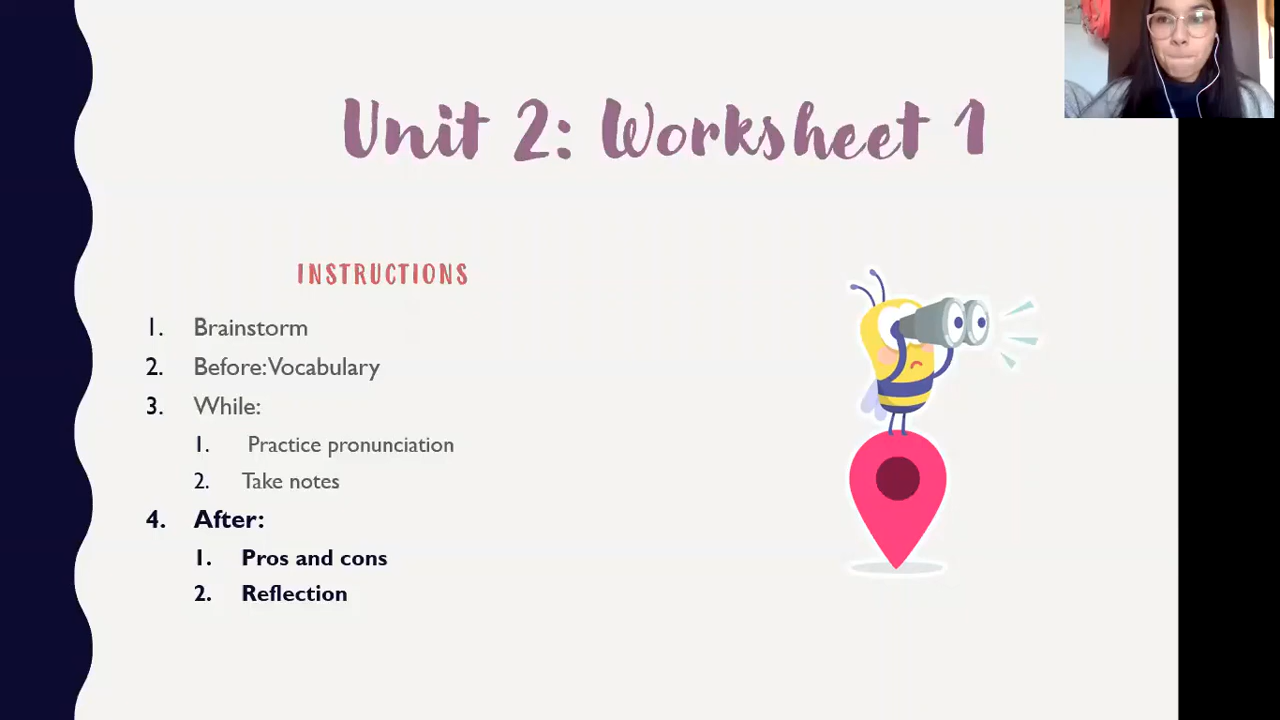 Unit 2: Worksheet 1
INSTRUCTIONS
1. Brainstorm
2. Before:Vocabulary
3. While:
1. Practice pronunciation
2. Take notes
4. After:
1. Pros and cons
2. Reflection